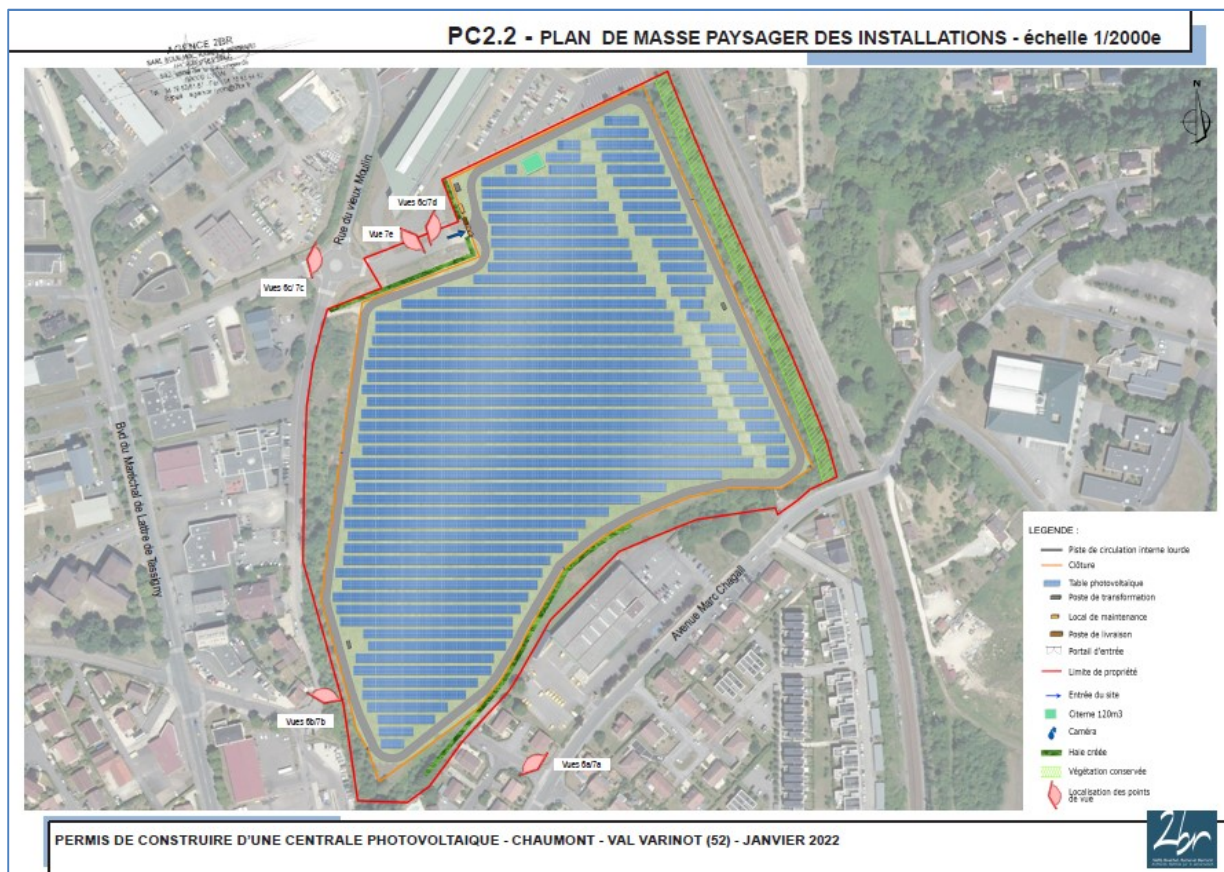 PC2.2 - PLAN DE MASSE PAYSAGER DES INSTALLATIONS - échelle 1/2000e
AGENCE 2BR
N
Rue du vieux Moulin
Vues 6c/7d
Vue 7e
Vues 6c/ 7c
Bvd du Maréchal de Lattre de Tassigny
Avenue Marc Chagall
Vues 6b/7b
Vues 6a/7a
LEGENDE :
Piste de circulation interne lourde
Clôture
Table photovoltaïque
Poste de transformation
Local de maintenance
Poste de livraison
Portail d'entrée
Limite de propriété
Entrée du site
Citerne 120m3
Caméra
Haie créée
Végétation conservée
Localisation des points
de vue
PERMIS DE CONSTRUIRE D'UNE CENTRALE PHOTOVOLTAIQUE - CHAUMONT - VAL VARINOT (52) - JANVIER 2022
2br